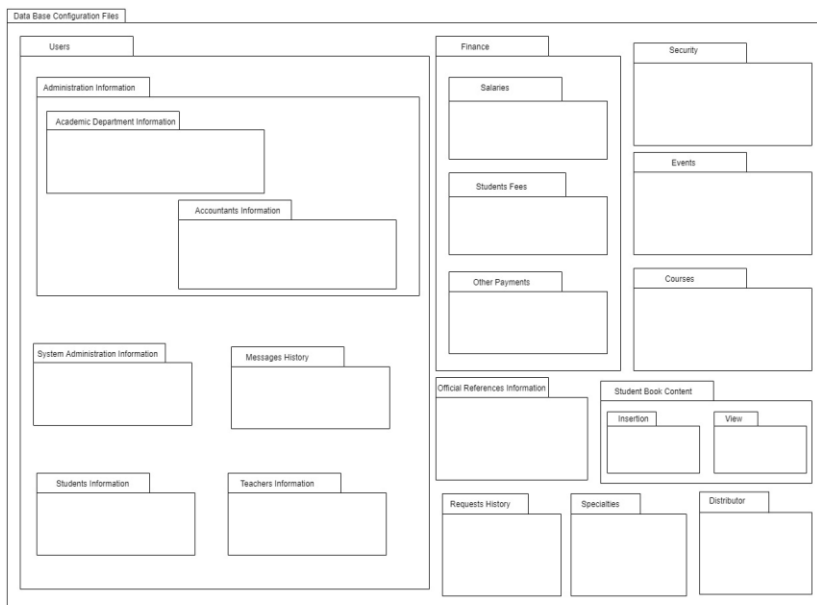 Data Base Configuration Files
Users
Administration Information
Academic Department Information
Accountants Information
System Administration Information
Messages History
Students Information
Teachers Information
Finance
Salaries
Students Fees
Other Payments
Security
Events
Courses
Official References Information
Student Book Content
Insertion
View
Requests History
Specialties
Distributor